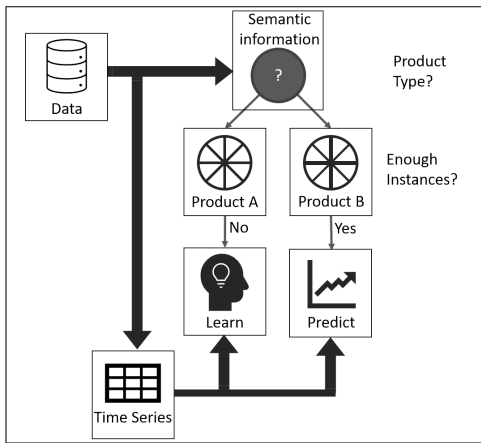 Semantic
information
?
Data
Product
Type?
Product A
Product B
Enough
Instances?
No
Yes
Learn
Predict
Time Series